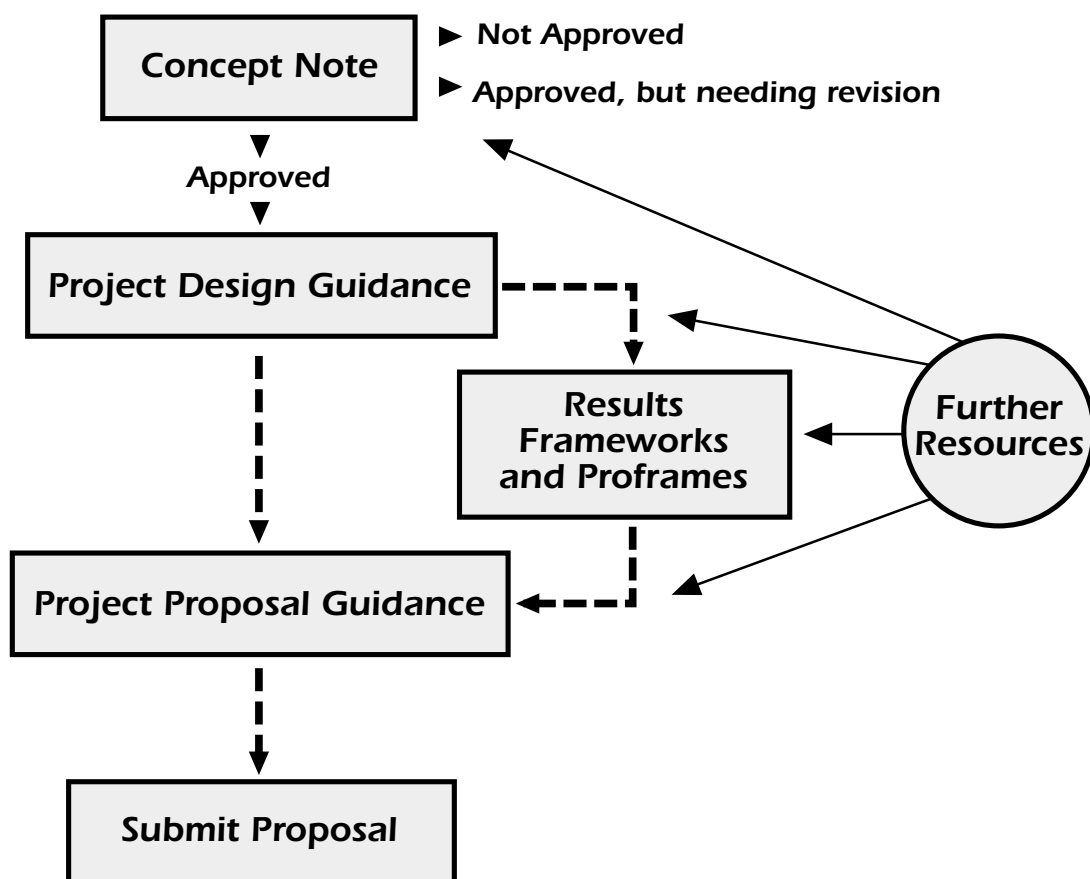 Concept Note
Not Approved
Approved, but needing revision
Approved
Project Design Guidance
Results
Frameworks
and Proframes
Further
Resources
Project Proposal Guidance
Submit Proposal